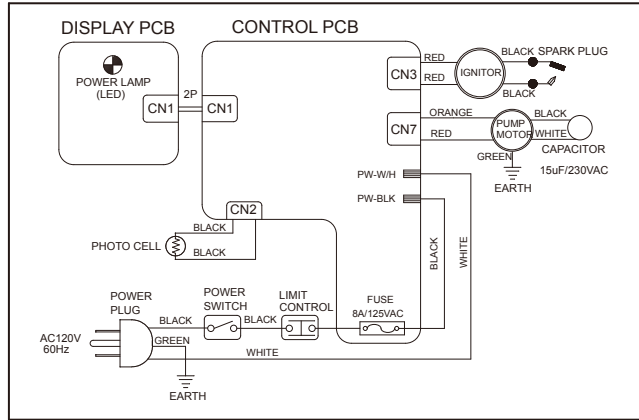 DISPLAY PCB
CONTROL PCB
POWER LAMP
(LED)
CN1
2P
CN1
CN3
RED
RED
IGNITOR
BLACK
SPARK PLUG
BLACK
CN7
ORANGE
RED
PUMP
MOTOR
BLACK
WHITE
CAPACITOR
15uF/230VAC
GREEN
EARTH
PW-W/H
PW-BLK
CN2
BLACK
BLACK
PHOTO CELL
BLACK
WHITE
POWER
PLUG
POWER
SWITCH
LIMIT
CONTROL
FUSE
8A/125VAC
BLACK
BLACK
GREEN
AC120V
60Hz
WHITE
EARTH